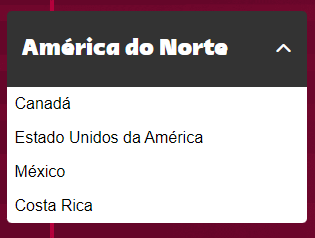 América do Norte
Canadá
Estado Unidos da América
México
Costa Rica